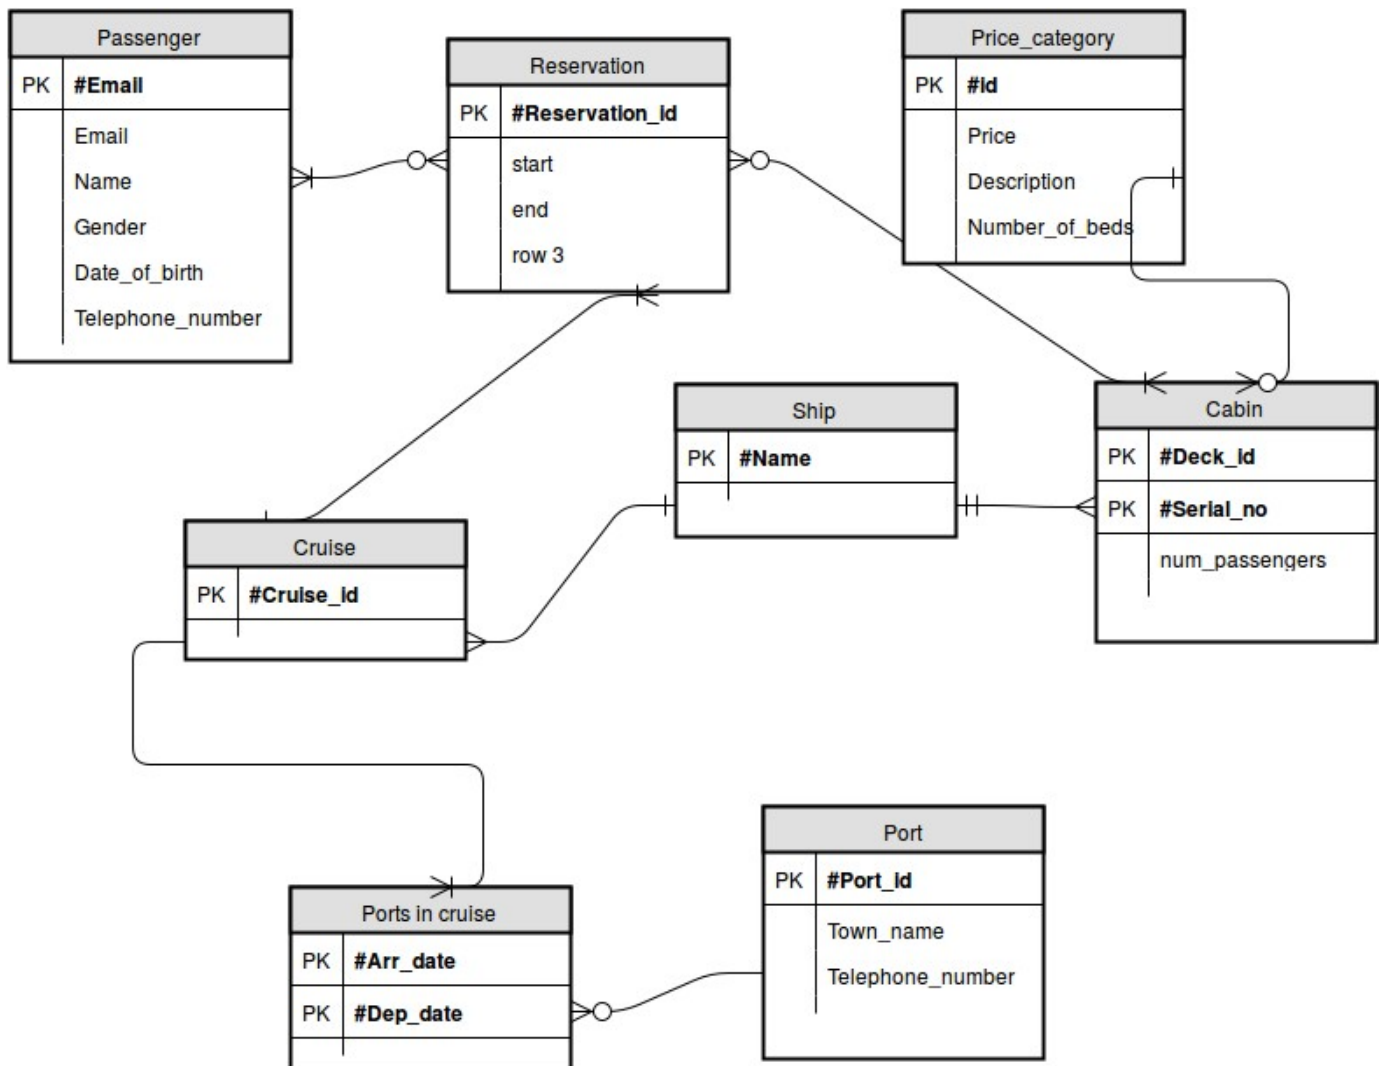 Passenger
PK #Email
Email
Name
Gender
Date_of_birth
Telephone_number
Reservation
PK #Reservation_id
start
end
row 3
Price_category
PK #id
Price
Description
Number_of_beds
Ship
PK #Name
Cabin
PK #Deck_id
PK #Serial_no
num_passengers
Cruise
PK #Cruise_id
Ports in cruise
PK #Arr_date
PK #Dep_date
Port
PK #Port_id
Town_name
Telephone_number